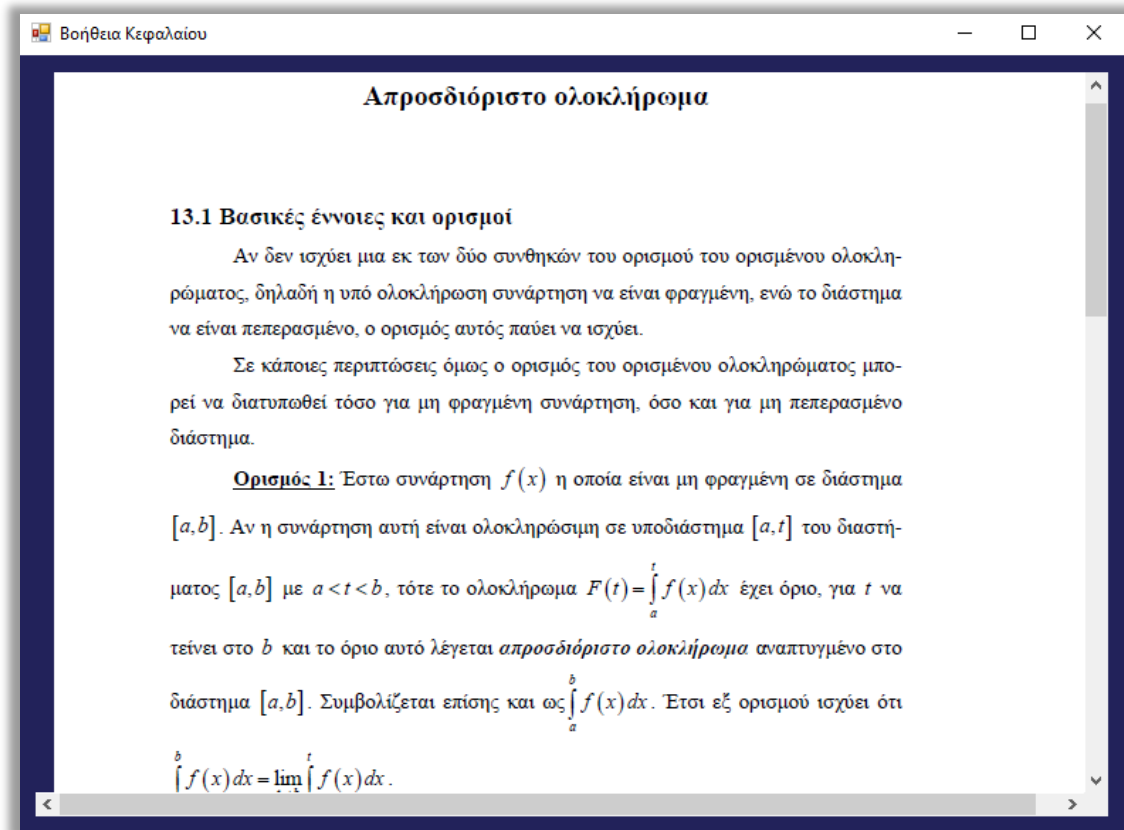 Βοήθεια Κεφαλαίου
Απροσδιόριστο ολοκλήρωμα
13.1 Βασικές έννοιες και ορισμοί
Αν δεν ισχύει μια εκ των δύο συνθηκών του ορισμού του ορισμένου ολοκλη-
ρώματος, δηλαδή η υπό ολοκλήρωση συνάρτηση να είναι φραγμένη, ενώ το διάστημα
να είναι πεπερασμένο, ο ορισμός αυτός παύει να ισχύει.
Σε κάποιες περιπτώσεις όμως ο ορισμός του ορισμένου ολοκληρώματος μπο-
ρεί να διατυπωθεί τόσο για μη φραγμένη συνάρτηση, όσο και για μη πεπερασμένο
διάστημα.
Ορισμός 1: Έστω συνάρτηση f(x) η οποία είναι μη φραγμένη σε διάστημα
[a,b]. Αν η συνάρτηση αυτή είναι ολοκληρώσιμη σε υποδιάστημα [a,t] του διαστή-
ματος [a,b] με a<t<b, τότε το ολοκλήρωμα F(t)=∫_a^t f(x)dx έχει όριο, για t να
τείνει στο b και το όριο αυτό λέγεται απροσδιόριστο ολοκλήρωμα αναπτυγμένο στο
διάστημα [a,b]. Συμβολίζεται επίσης και ως ∫_a^b f(x)dx. Έτσι εξ ορισμού ισχύει ότι
∫^b f(x)dx=lim∫^t f(x)dx.